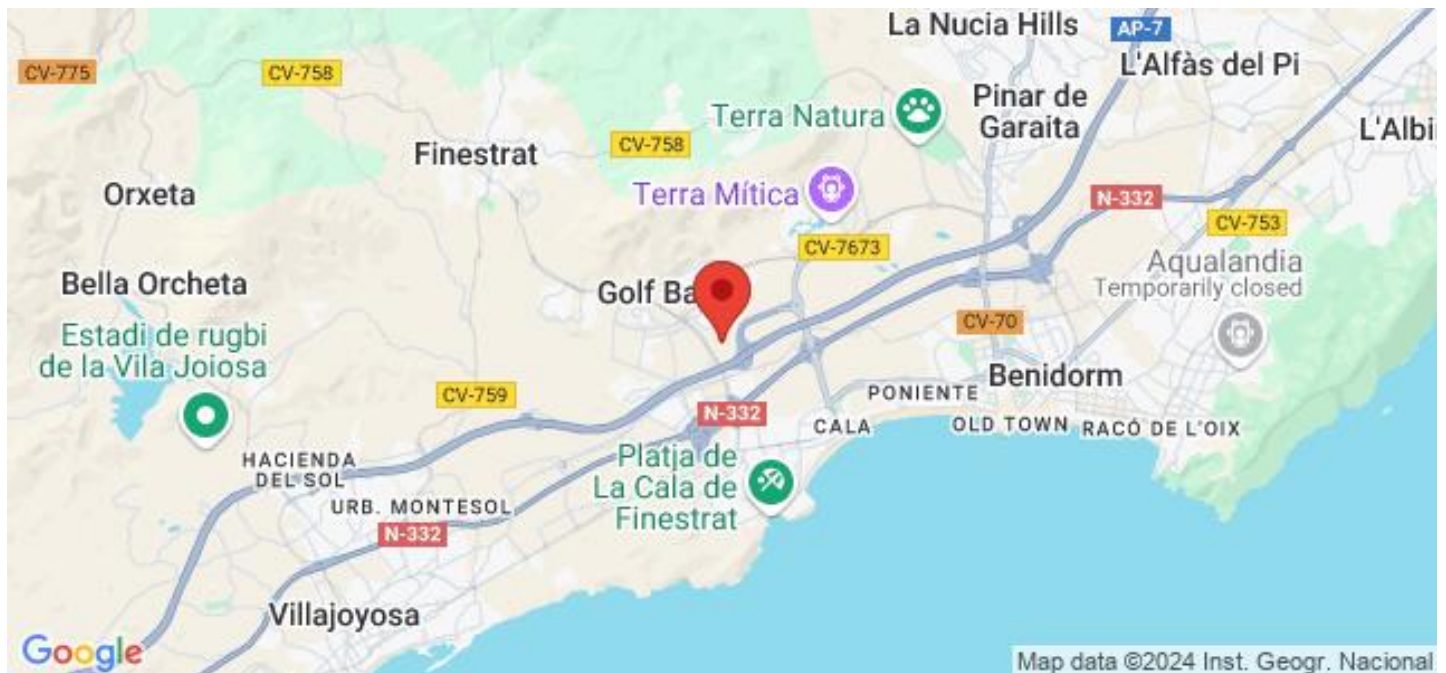 La Nucia Hills
AP-7
CV-775
CV-758
L'Alfàs del Pi
Terra Natura
Pinar de
Garaita
Finestrat
CV-758
L'Albi
Orxeta
Terra Mítica
N-332
CV-753
CV-7673
Bella Orcheta
Golf Ba
Aqualandia
Temporarily closed
Estadi de rugbi
de la Vila Joiosa
CV-70
CV-759
Benidorm
PONIENTE
N-332
CALA
OLD TOWN
RACÓ DE L'OIX
HACIENDA
DEL SOL
Platja de
La Cala de
Finestrat
URB. MONTESOL
N-332
Villajoyosa
Google
Map data ©2024 Inst. Geogr. Nacional